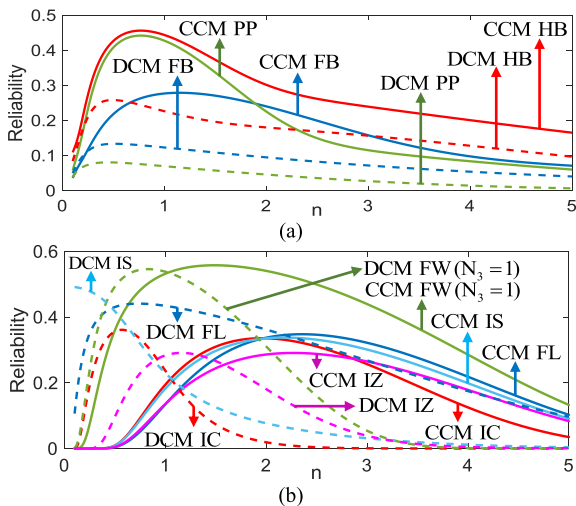 0.5
0.4
0.3
0.2
0.1
0
Reliability
CCM PP
CCM HB
DCM FB
CCM FB
DCM HB
DCM PP
0 1 2 3 4 5
n
(a)
0.6
0.4
0.2
0
Reliability
DCM IS
DCM FW (N3 = 1)
CCM FW (N3 = 1)
CCM IS
DCM FL
CCM FL
CCM IZ
DCM IZ
DCM IC
CCM IC
0 1 2 3 4 5
n
(b)